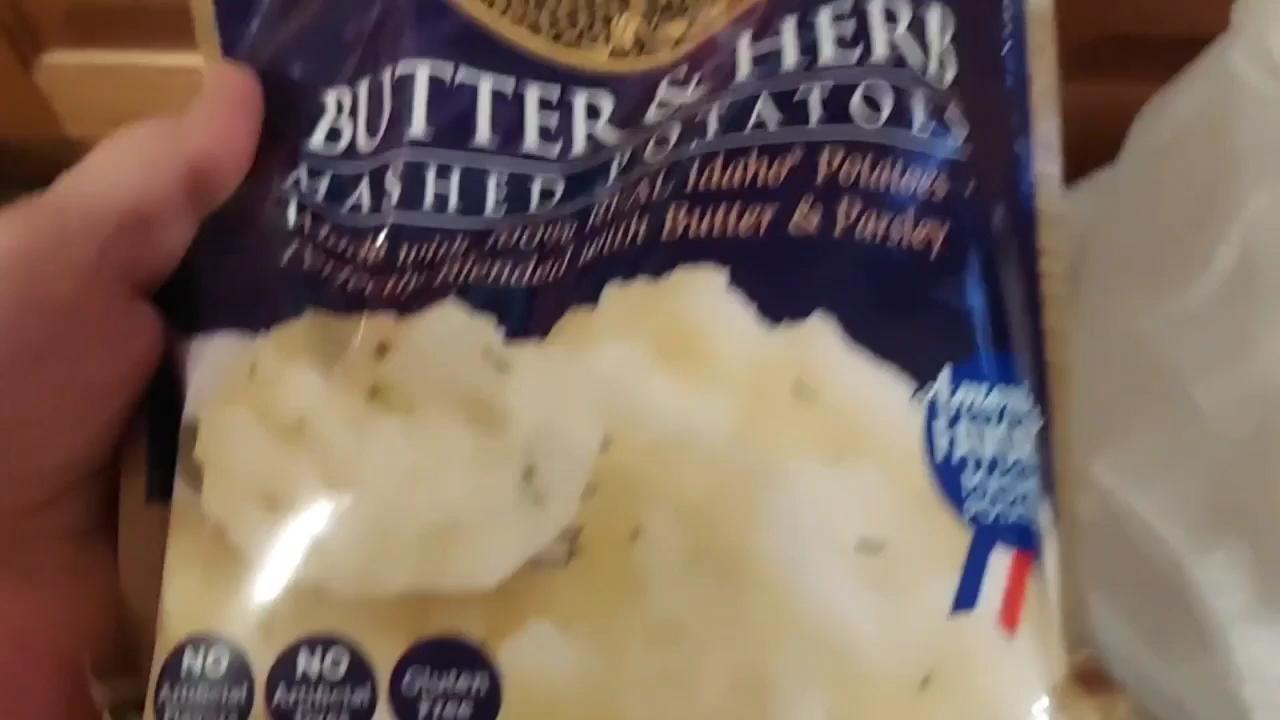 BUTTER & HERB
MASHED POTATOES
Made with 100% REAL Idaho® Potatoes
Perfectly Blended with Butter & Parsley
NO
Artificial
NO
Artificial
Gluten
Free